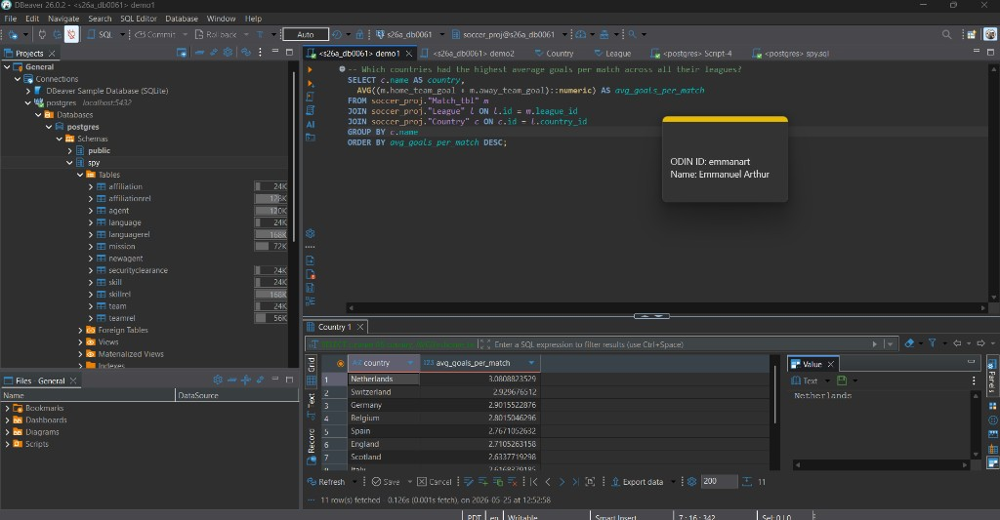 DBeaver 26.0.2 - <s26a_db0061> demo1
File Edit Navigate Search SQL Editor Database Window Help
SQL Commit Rollback Auto s26a_db0061 soccer_proj@s26a_db0061
Projects
General
Connections
DBeaver Sample Database (SQLite)
postgres localhost:5432
Databases
postgres
Schemas
public
spy
Tables
affiliation 24K
affiliationrel 128K
agent 120K
language 24K
languagerel 168K
mission 72K
newagent
securityclearance 24K
skill 24K
skillrel 168K
team 24K
teamrel 56K
Foreign Tables
Views
Materialized Views
Indexes
Files - General
Name DataSource
Bookmarks
Dashboards
Diagrams
Scripts
<s26a_db0061> demo1 <s26a_db0061> demo2 Country League <postgres> Script-4 <postgres> spy.sql
-- Which countries had the highest average goals per match across all their leagues?
SELECT c.name AS country,
AVG((m.home_team_goal + m.away_team_goal)::numeric) AS avg_goals_per_match
FROM soccer_proj."Match_tbl" m
JOIN soccer_proj."League" l ON l.id = m.league_id
JOIN soccer_proj."Country" c ON c.id = l.country_id
GROUP BY c.name
ORDER BY avg_goals_per_match DESC;
AI
ODIN ID: emmanart
Name: Emmanuel Arthur
Country 1
Enter a SQL expression to filter results (use Ctrl+Space)
Grid
Text
Record
AZ country 123 avg_goals_per_match
1 Netherlands 3.0808823529
2 Switzerland 2.929676512
3 Germany 2.9015522876
4 Belgium 2.8015046296
5 Spain 2.7671052632
6 England 2.7105263158
7 Scotland 2.6337719298
8 Italy 2.6168379185
Value
Text
Netherlands
Panels
Refresh Save Cancel Export data 200 11
11 row(s) fetched - 0.126s (0.001s fetch), on 2026-05-25 at 12:52:58
PDT en Writable Smart Insert 7 : 16 : 342 Sel: 0 | 0